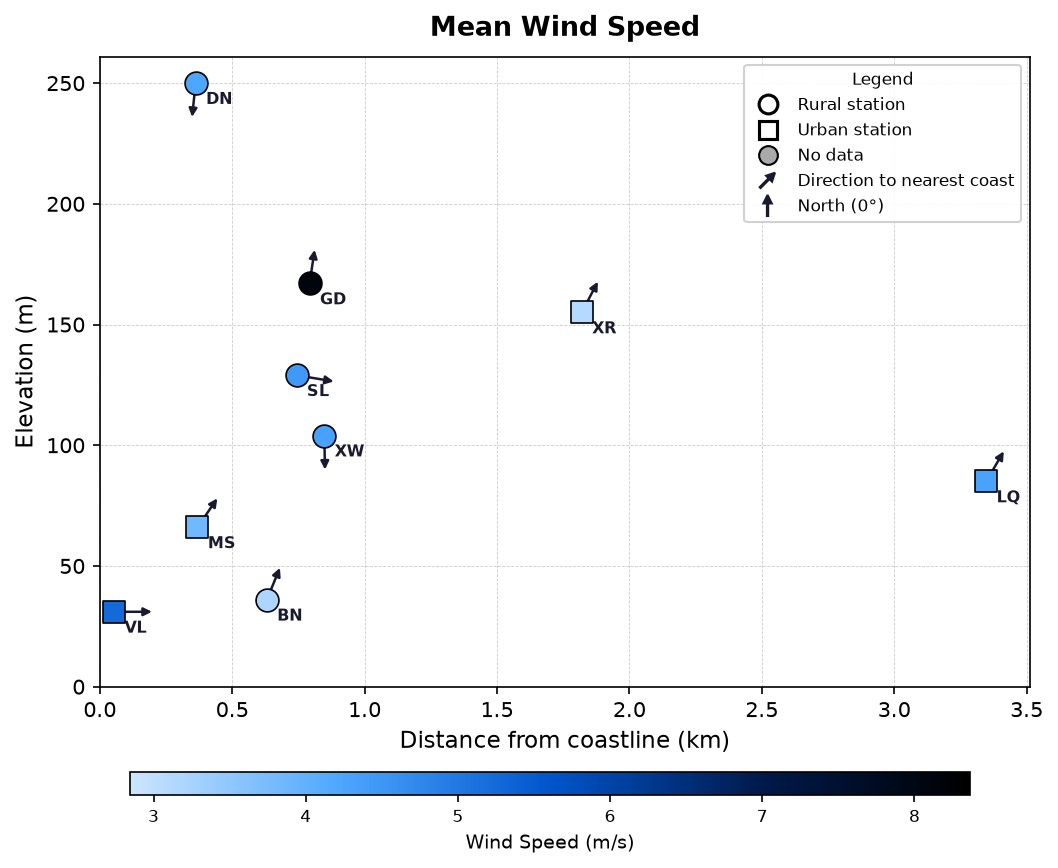 Mean Wind Speed
Legend
Rural station
Urban station
No data
Direction to nearest coast
North (0°)
Elevation (m)
250
200
150
100
50
0
DN
GD
XR
SL
XW
LQ
MS
BN
VL
0.0 0.5 1.0 1.5 2.0 2.5 3.0 3.5
Distance from coastline (km)
3 4 5 6 7 8
Wind Speed (m/s)